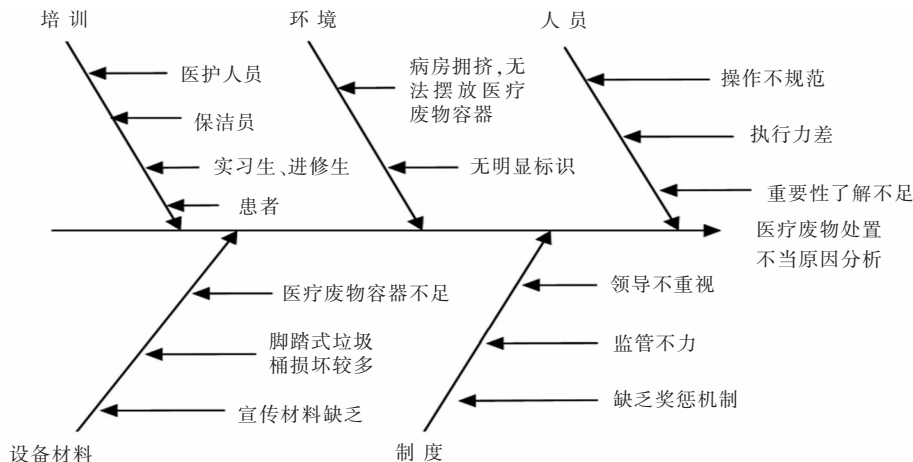 培训
环境
人员
医护人员
保洁员
实习生、进修生
患者
病房拥挤,无
法摆放医疗
废物容器
无明显标识
操作不规范
执行力差
重要性了解不足
医疗废物处置
不当原因分析
医疗废物容器不足
脚踏式垃圾
桶损坏较多
宣传材料缺乏
设备材料
领导不重视
监管不力
缺乏奖惩机制
制度